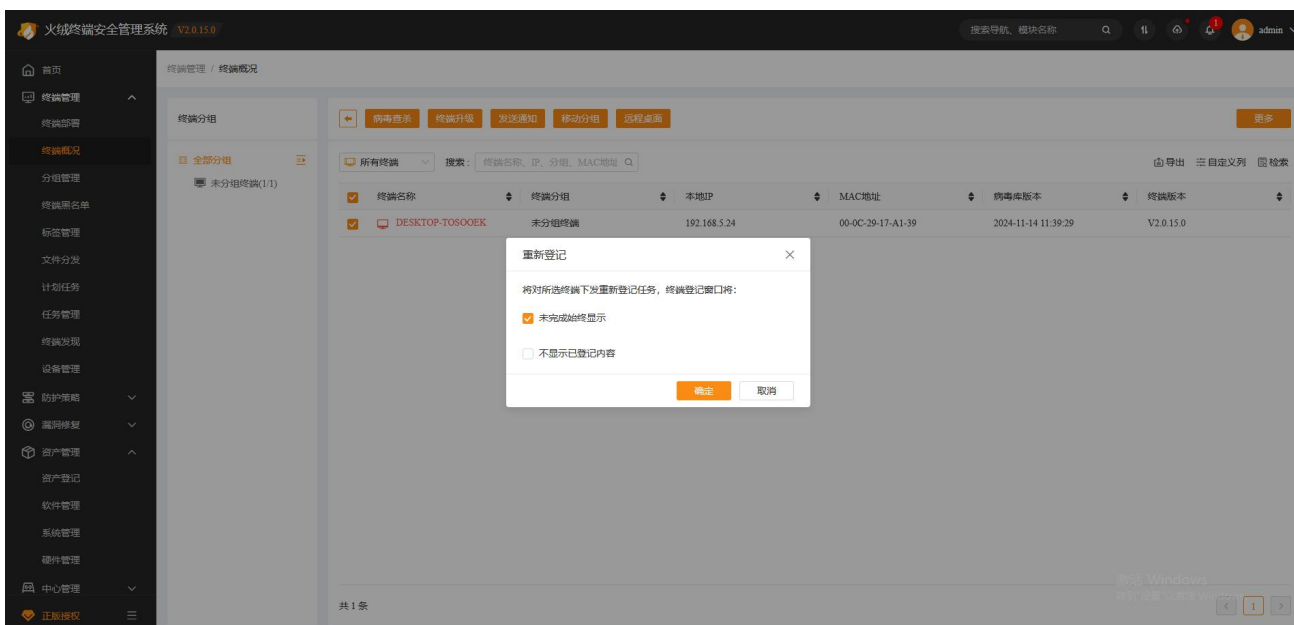 火绒终端安全管理系统 V2.0.15.0
搜索导航、模块名称
1
admin
首页
终端管理
终端部署
终端概况
分组管理
终端黑名单
标签管理
文件分发
计划任务
任务管理
终端发现
设备管理
防护策略
漏洞修复
资产管理
资产登记
软件管理
系统管理
硬件管理
中心管理
正版授权
终端管理 / 终端概况
终端分组
全部分组
未分组终端(1/1)
病毒查杀 终端升级 发送通知 移动分组 远程桌面 更多
所有终端 搜索: 终端名称、IP、分组、MAC地址 导出 自定义列 检索
终端名称 终端分组 本地IP MAC地址 病毒库版本 终端版本
DESKTOP-TOSOOEK 未分组终端 192.168.5.24 00-0C-29-17-A1-39 2024-11-14 11:39:29 V2.0.15.0
重新登记
将对所选终端下发重新登记任务，终端登记窗口将：
未完成始终显示
不显示已登记内容
确定 取消
激活 Windows
共 1 条
1